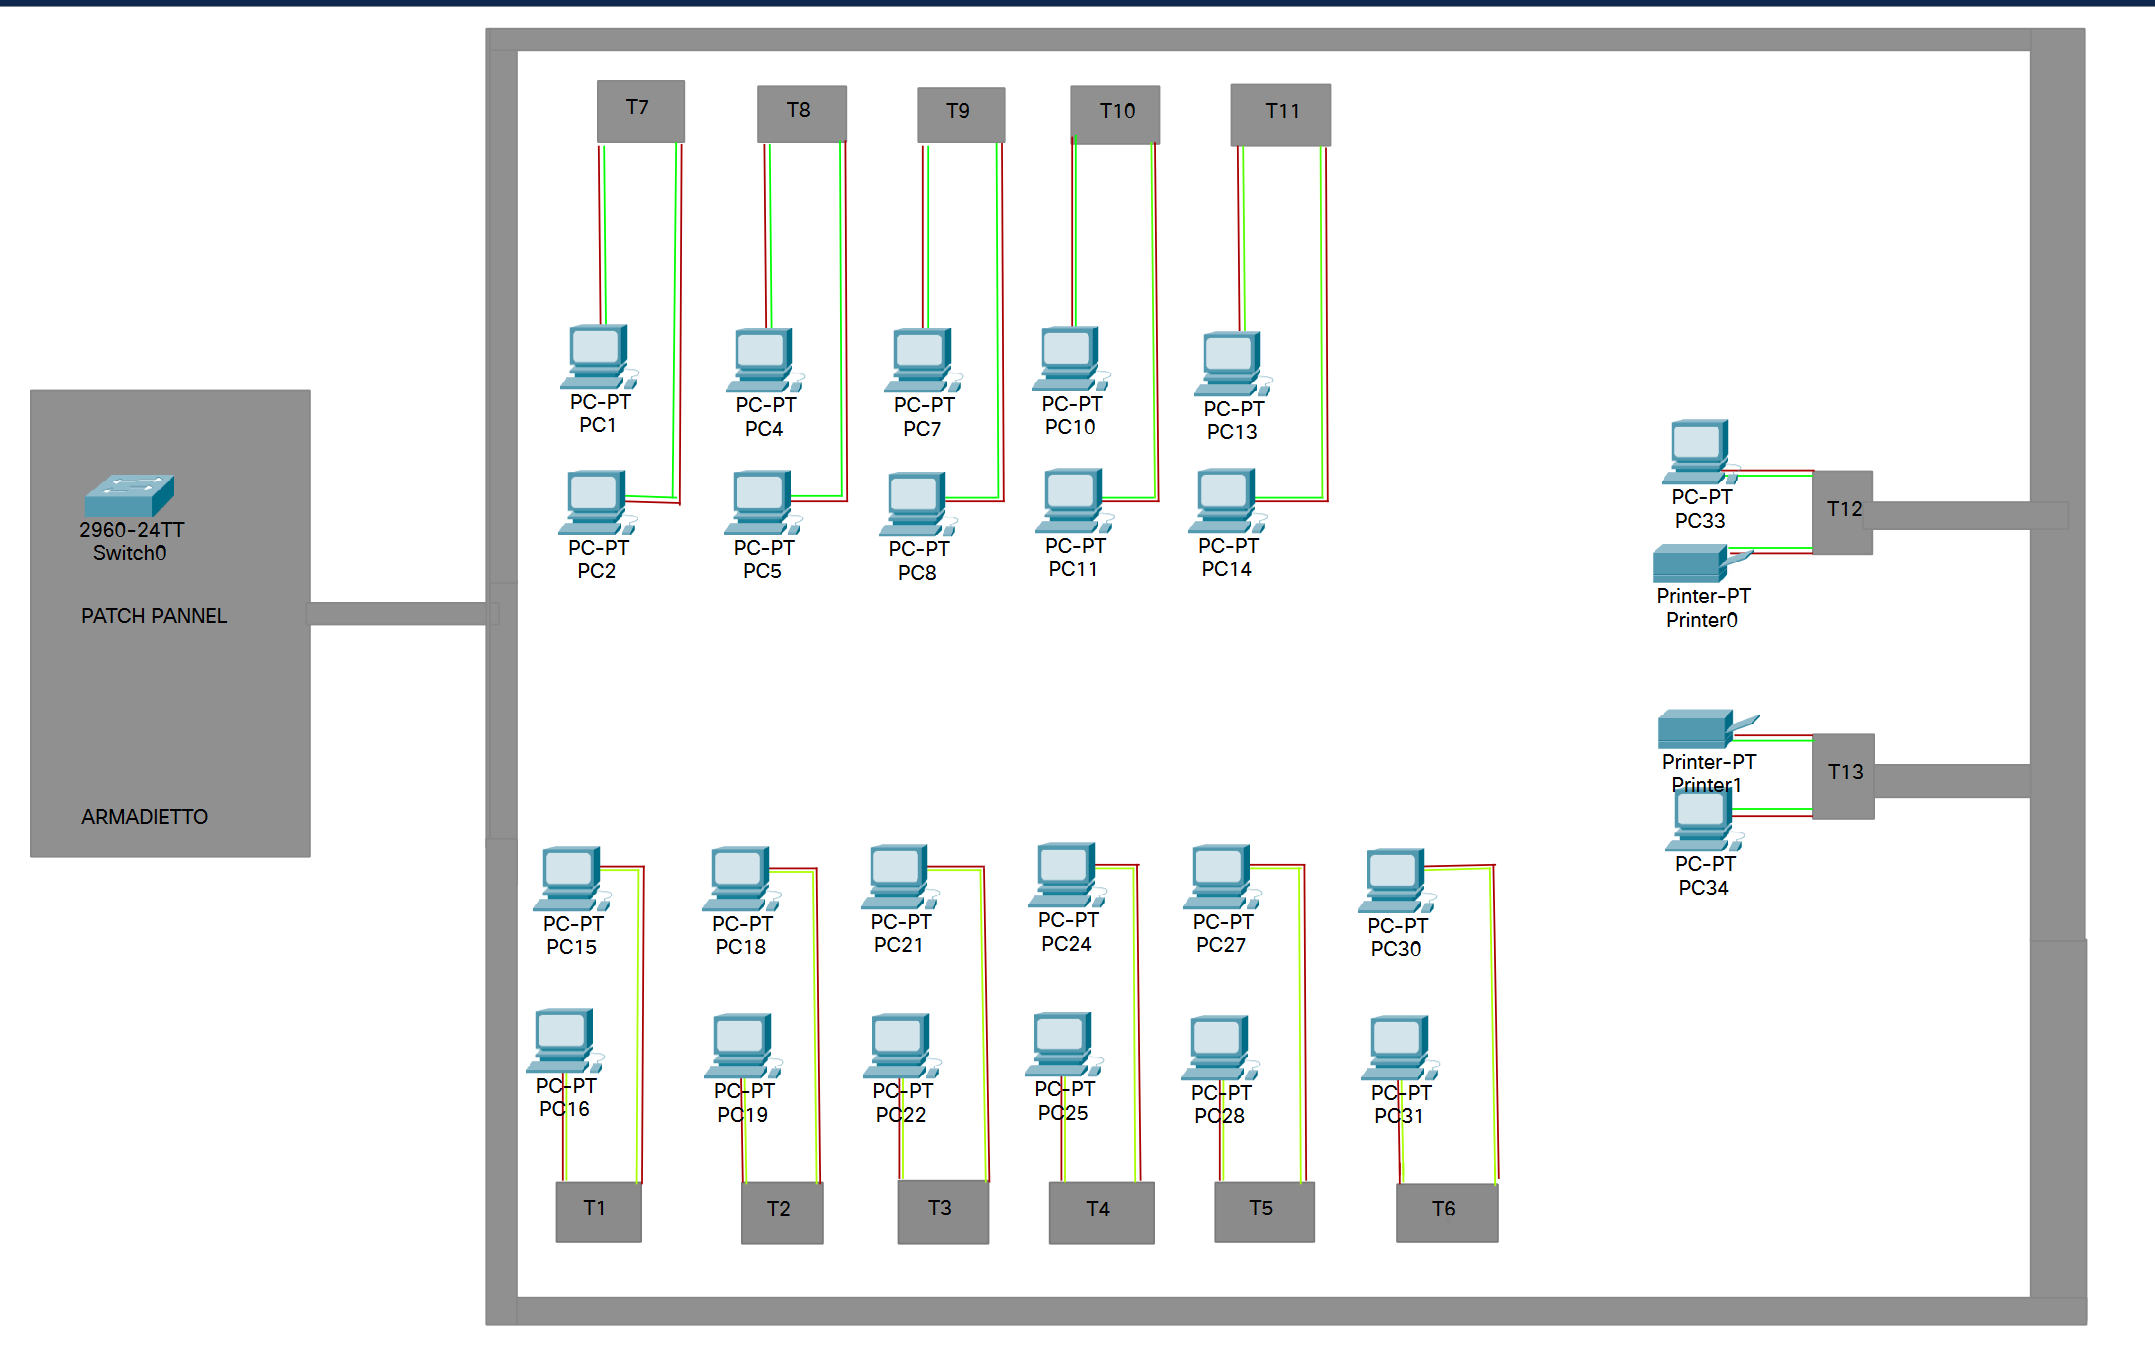 T7
T8
T9
T10
T11
PC-PT
PC1
PC-PT
PC4
PC-PT
PC7
PC-PT
PC10
PC-PT
PC13
PC-PT
PC2
PC-PT
PC5
PC-PT
PC8
PC-PT
PC11
PC-PT
PC14
2960-24TT
Switch0
PATCH PANNEL
ARMADIETTO
PC-PT
PC33
T12
Printer-PT
Printer0
Printer-PT
Printer1
T13
PC-PT
PC34
PC-PT
PC15
PC-PT
PC18
PC-PT
PC21
PC-PT
PC24
PC-PT
PC27
PC-PT
PC30
PC-PT
PC16
PC-PT
PC19
PC-PT
PC22
PC-PT
PC25
PC-PT
PC28
PC-PT
PC31
T1
T2
T3
T4
T5
T6